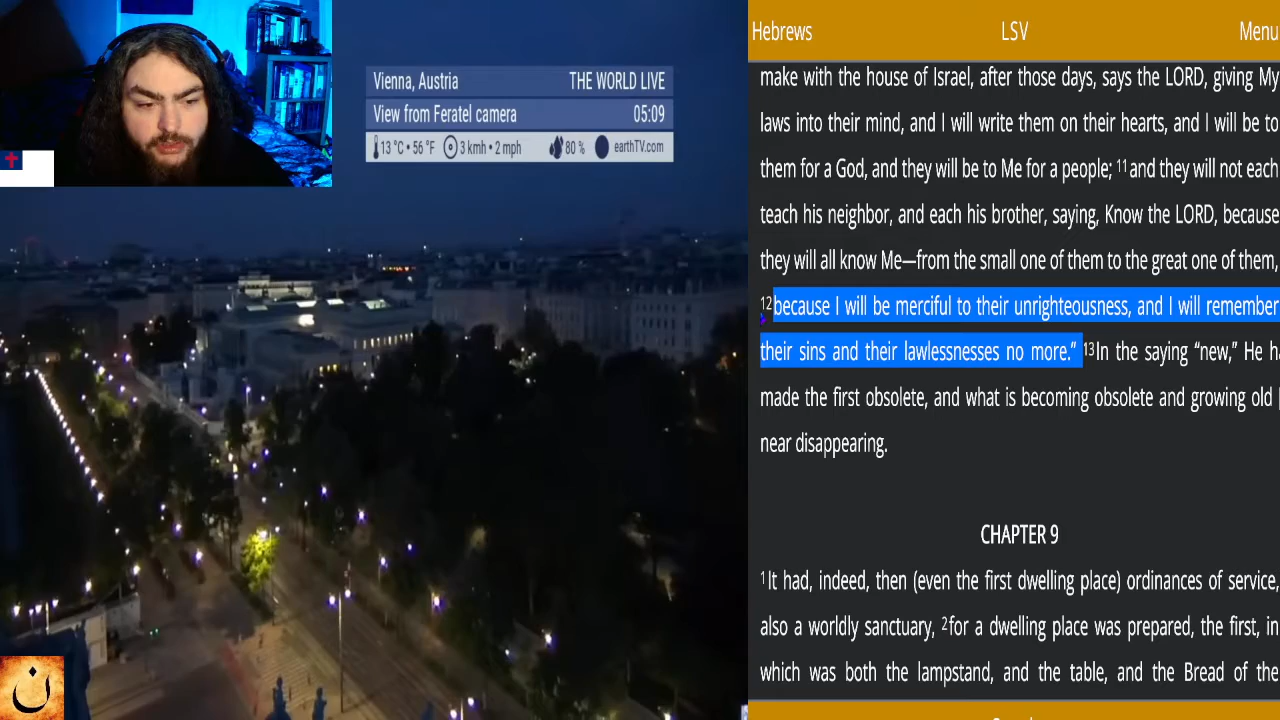 Vienna, Austria THE WORLD LIVE
View from Feratel camera 05:09
13 °C • 56 °F 3 kmh • 2 mph 80 % earthTV.com
Hebrews LSV Menu
make with the house of Israel, after those days, says the LORD, giving My
laws into their mind, and I will write them on their hearts, and I will be to
them for a God, and they will be to Me for a people; 11 and they will not each
teach his neighbor, and each his brother, saying, Know the LORD, because
they will all know Me—from the small one of them to the great one of them,
12 because I will be merciful to their unrighteousness, and I will remember
their sins and their lawlessnesses no more.” 13 In the saying “new,” He
made the first obsolete, and what is becoming obsolete and growing old
near disappearing.
CHAPTER 9
1 It had, indeed, then (even the first dwelling place) ordinances of service,
also a worldly sanctuary, 2 for a dwelling place was prepared, the first, in
which was both the lampstand, and the table, and the Bread of the
ن